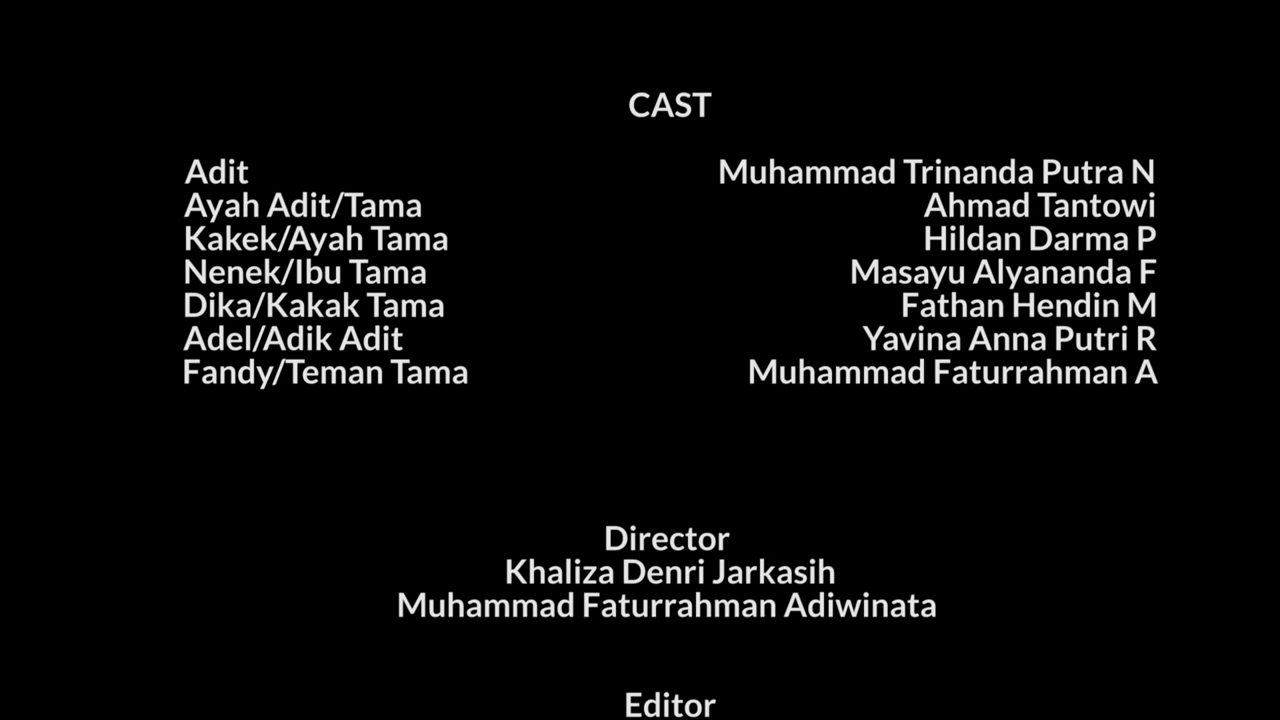 CAST
Adit Muhammad Trinanda Putra N
Ayah Adit/Tama Ahmad Tantowi
Kakek/Ayah Tama Hildan Darma P
Nenek/Ibu Tama Masayu Alyananda F
Dika/Kakak Tama Fathan Hendin M
Adel/Adik Adit Yavina Anna Putri R
Fandy/Teman Tama Muhammad Faturrahman A
Director
Khaliza Denri Jarkasih
Muhammad Faturrahman Adiwinata
Editor